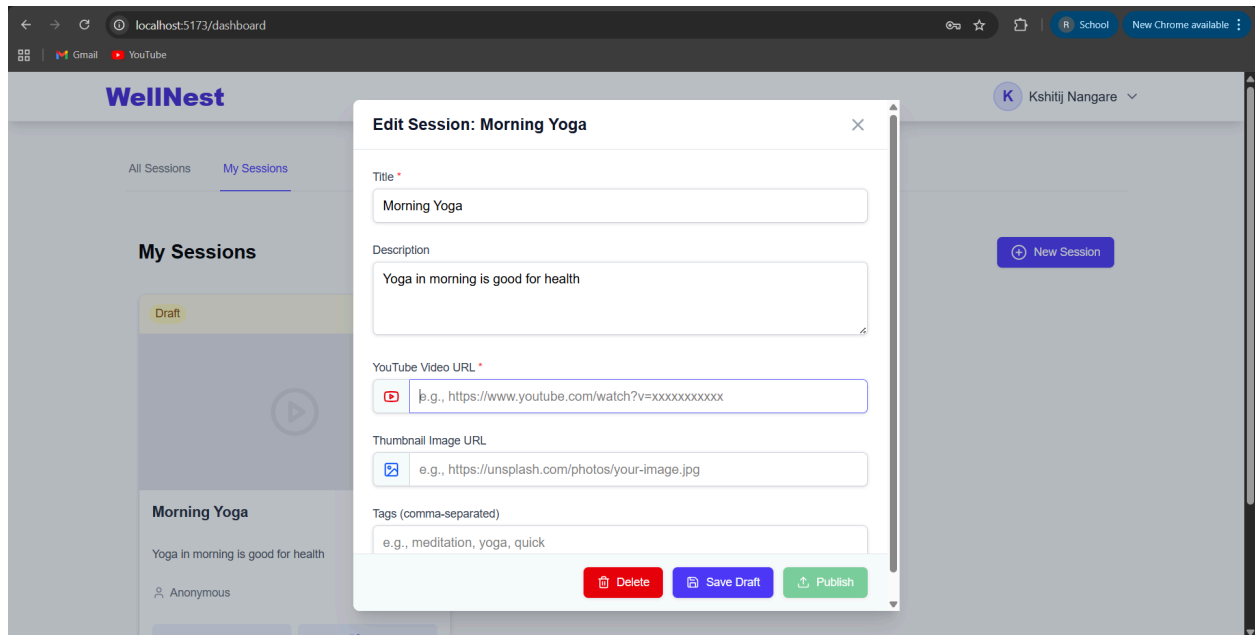 localhost:5173/dashboard
R School
New Chrome available
Gmail
YouTube
WellNest
K Kshitij Nangare
All Sessions
My Sessions
My Sessions
New Session
Draft
Morning Yoga
Yoga in morning is good for health
Anonymous
Edit Session: Morning Yoga
Title *
Morning Yoga
Description
Yoga in morning is good for health
YouTube Video URL *
e.g., https://www.youtube.com/watch?v=xxxxxxxxxxx
Thumbnail Image URL
e.g., https://unsplash.com/photos/your-image.jpg
Tags (comma-separated)
e.g., meditation, yoga, quick
Delete
Save Draft
Publish